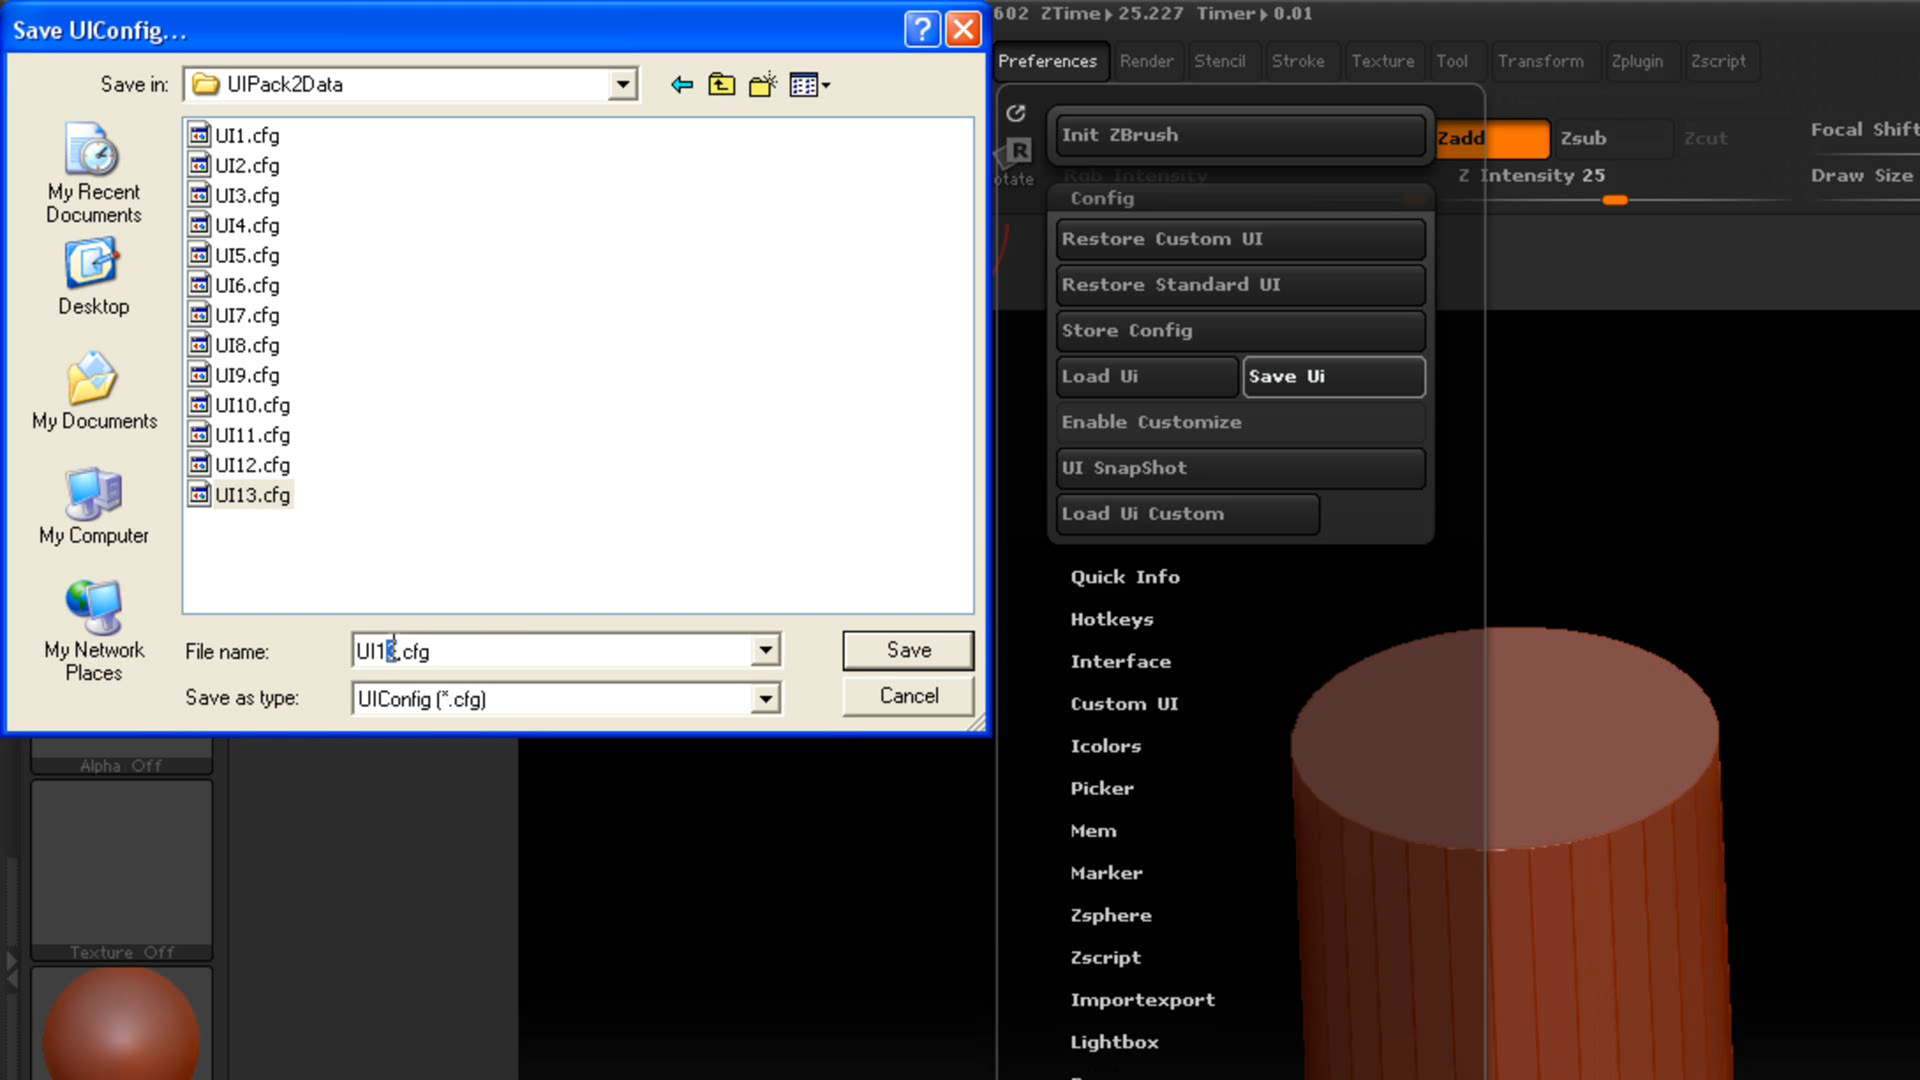 Save UIConfig...
Save in: UIPack2Data
UI1.cfg
UI2.cfg
UI3.cfg
UI4.cfg
UI5.cfg
UI6.cfg
UI7.cfg
UI8.cfg
UI9.cfg
UI10.cfg
UI11.cfg
UI12.cfg
UI13.cfg
My Recent
Documents
Desktop
My Documents
My Computer
My Network
Places
File name: UI13.cfg
Save as type: UIConfig (*.cfg)
Save
Cancel
Alpha Off
Texture Off
602 ZTime 25.227 Timer 0.01
Preferences Render Stencil Stroke Texture Tool Transform Zplugin Zscript
R
otate
Init ZBrush
Zadd Zsub Zcut Focal Shift
Rgb Intensity Z Intensity 25 Draw Size
Config
Restore Custom UI
Restore Standard UI
Store Config
Load Ui Save Ui
Enable Customize
UI SnapShot
Load Ui Custom
Quick Info
Hotkeys
Interface
Custom UI
Icolors
Picker
Mem
Marker
Zsphere
Zscript
Importexport
Lightbox